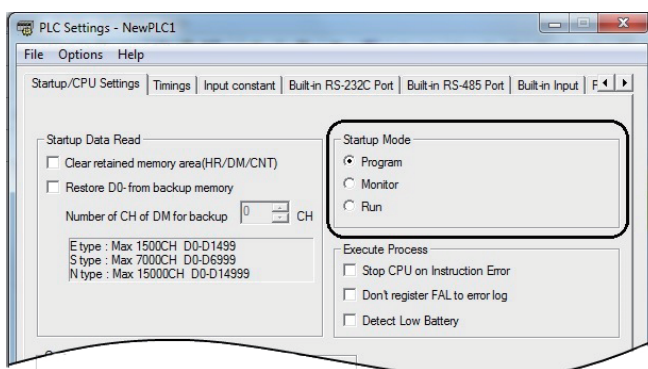 PLC Settings - NewPLC1
File Options Help
Startup/CPU Settings Timings Input constant Built-in RS-232C Port Built-in RS-485 Port Built-in Input
Startup Data Read
Clear retained memory area(HR/DM/CNT)
Restore D0- from backup memory
Number of CH of DM for backup 0 CH
E type : Max 1500CH D0-D1499
S type : Max 7000CH D0-D6999
N type : Max 15000CH D0-D14999
Startup Mode
Program
Monitor
Run
Execute Process
Stop CPU on Instruction Error
Don't register FAL to error log
Detect Low Battery